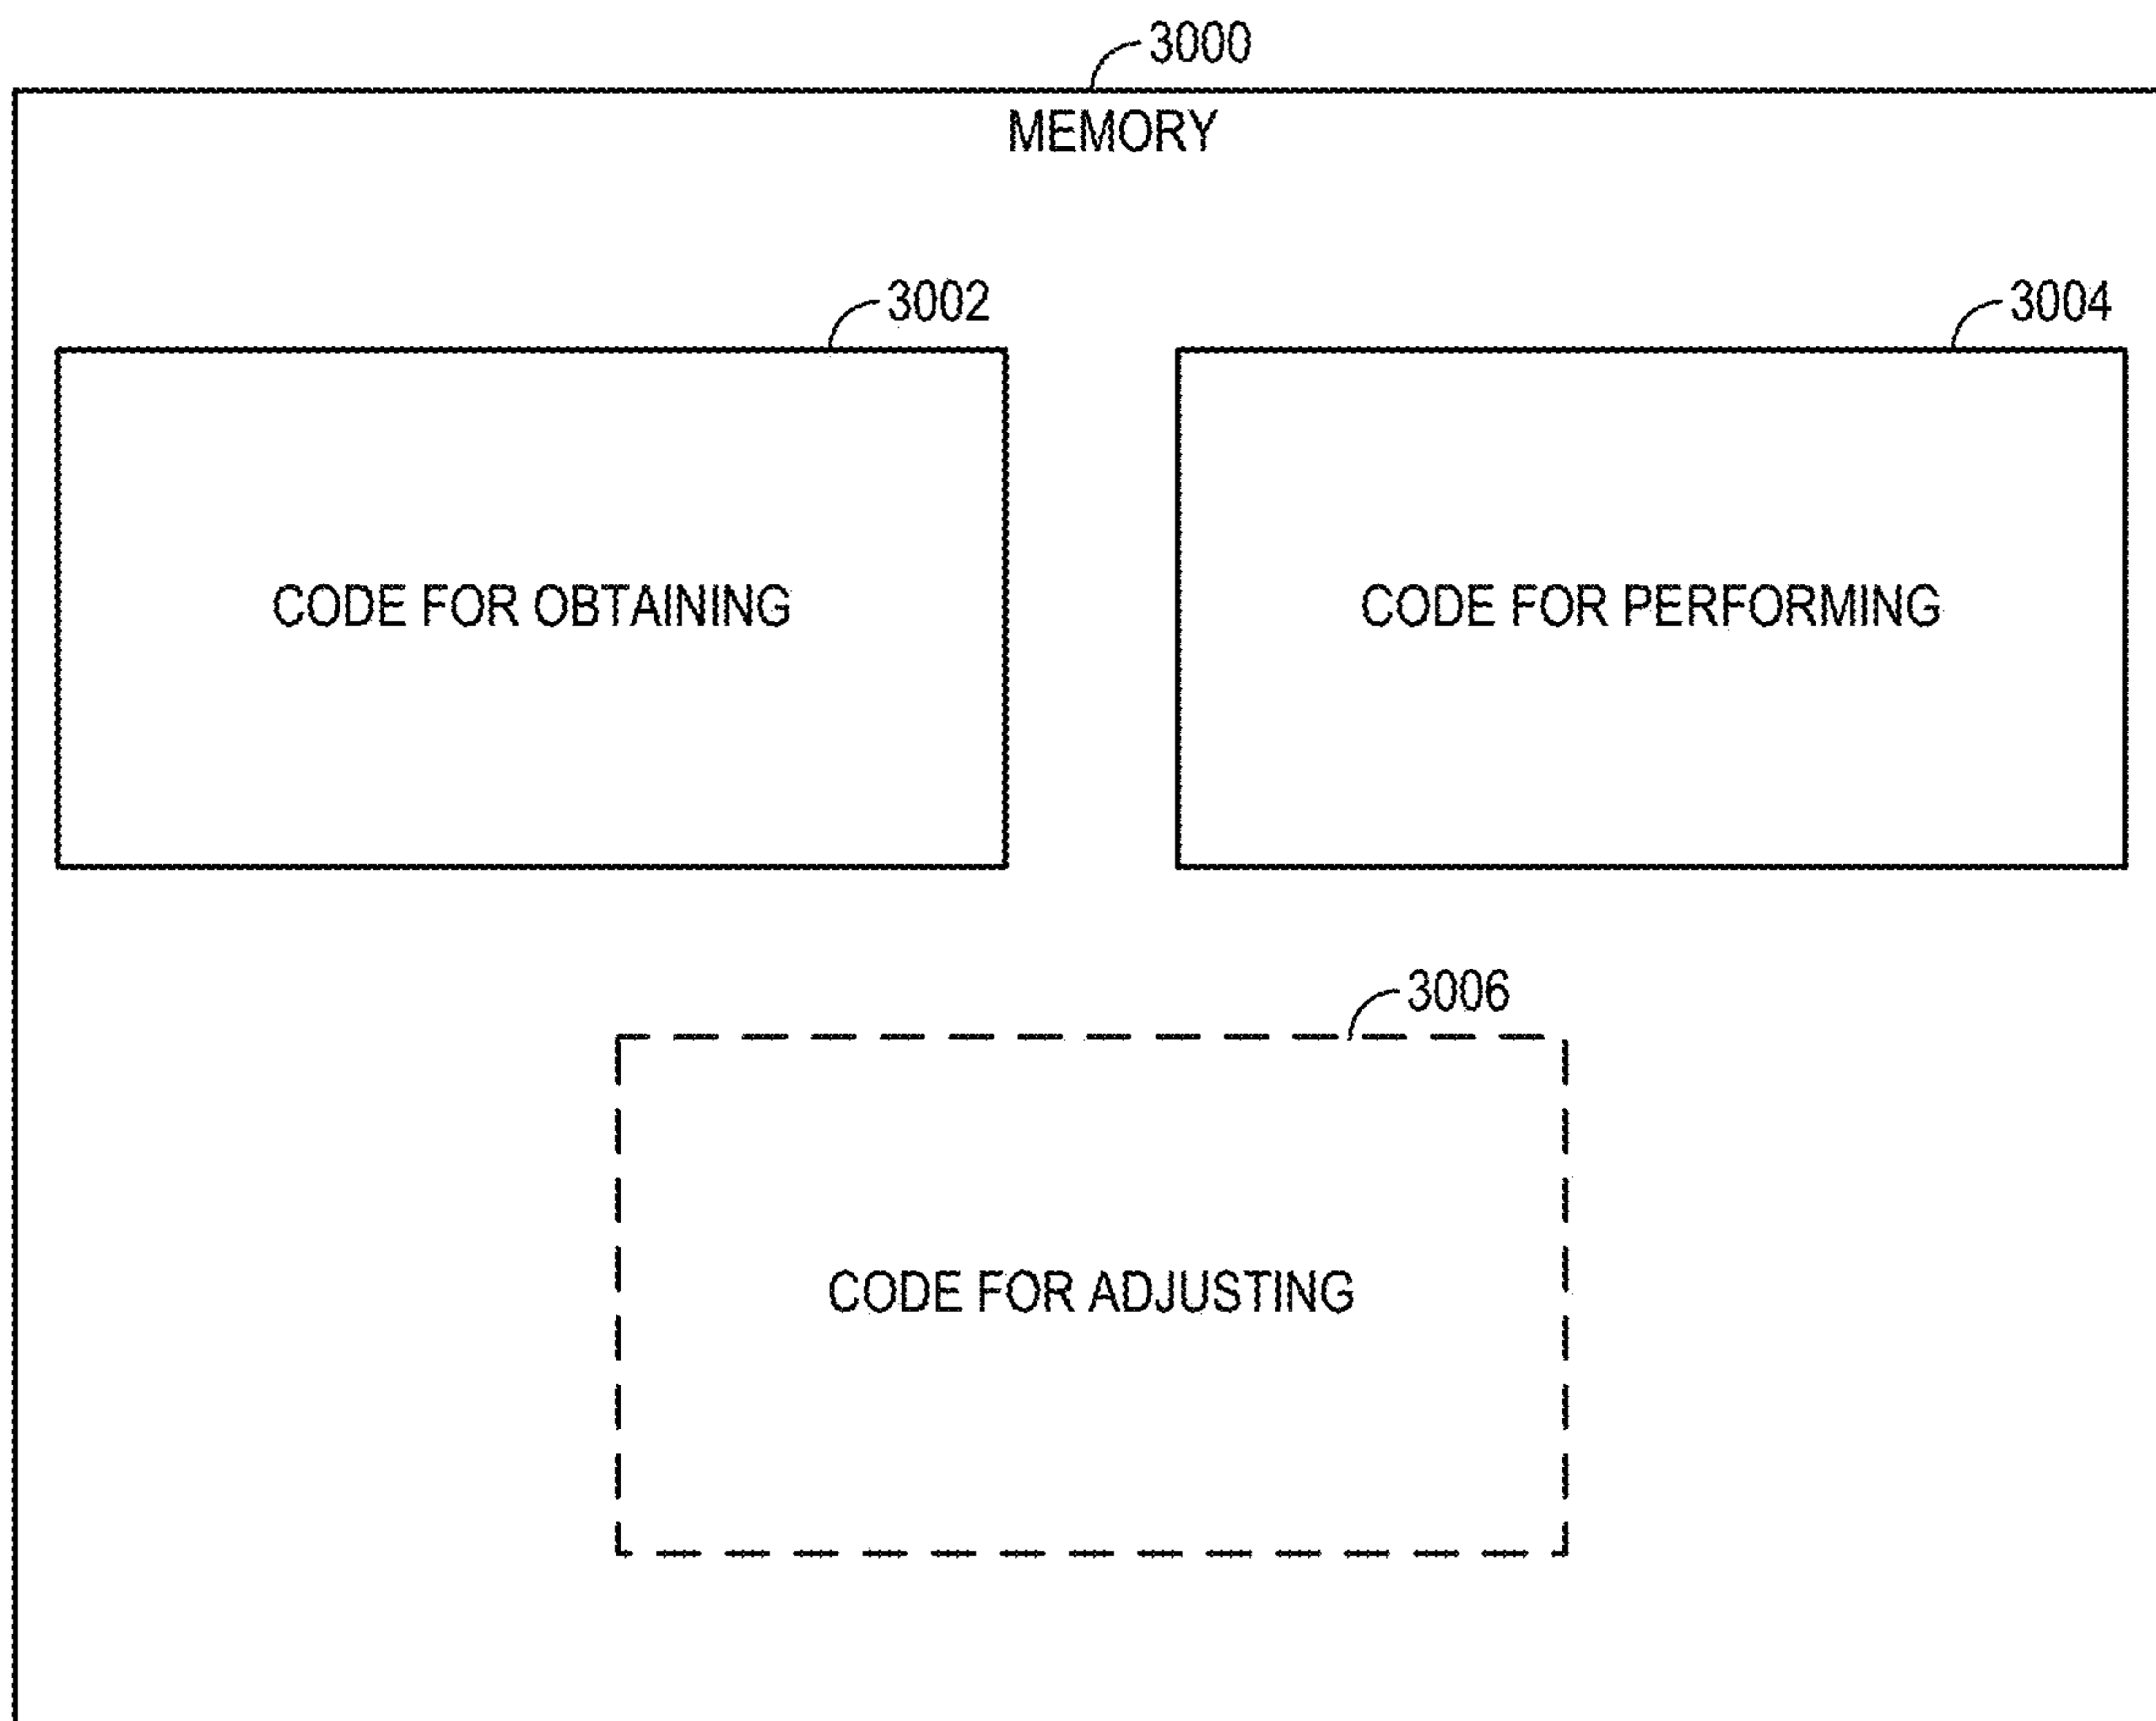 3000
MEMORY
3002
3004
CODE FOR OBTAINING
CODE FOR PERFORMING
3006
CODE FOR ADJUSTING